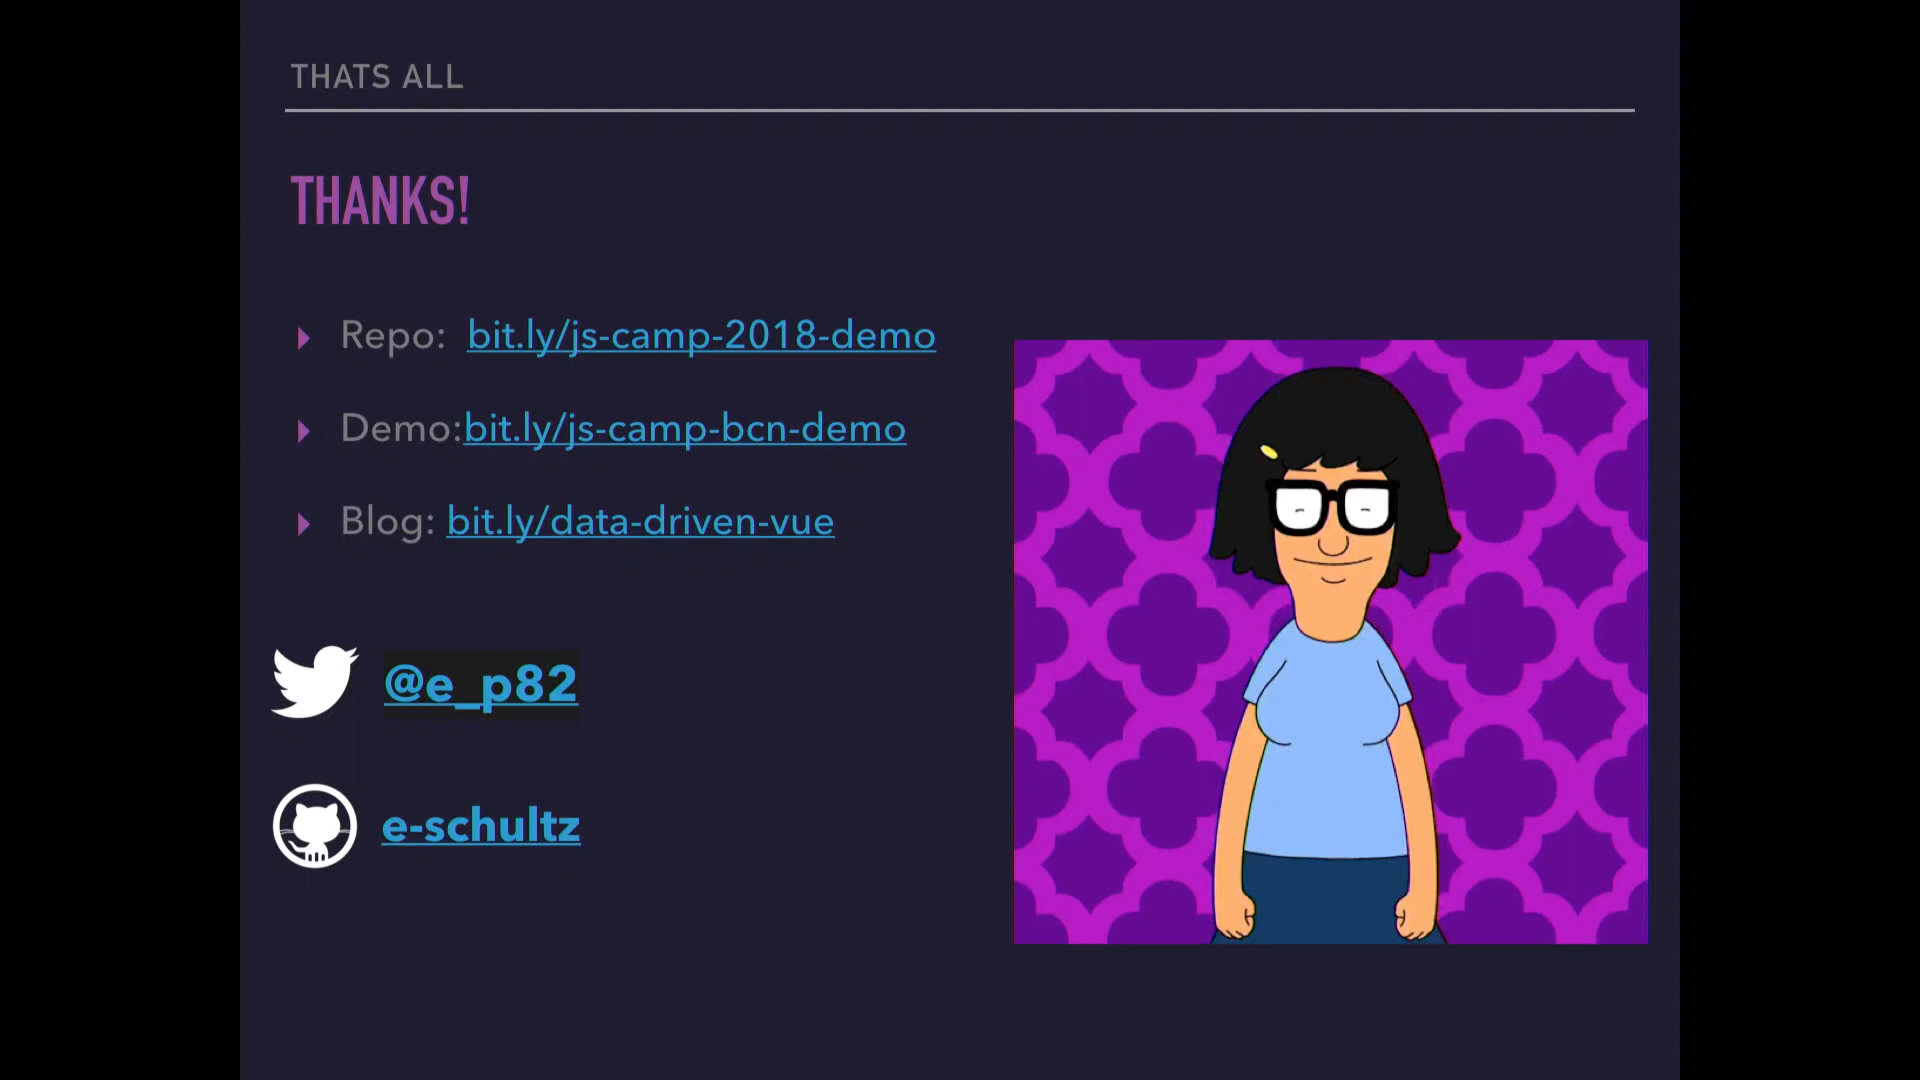 THATS ALL
THANKS!
Repo: bit.ly/js-camp-2018-demo
Demo:bit.ly/js-camp-bcn-demo
Blog: bit.ly/data-driven-vue
@e_p82
e-schultz